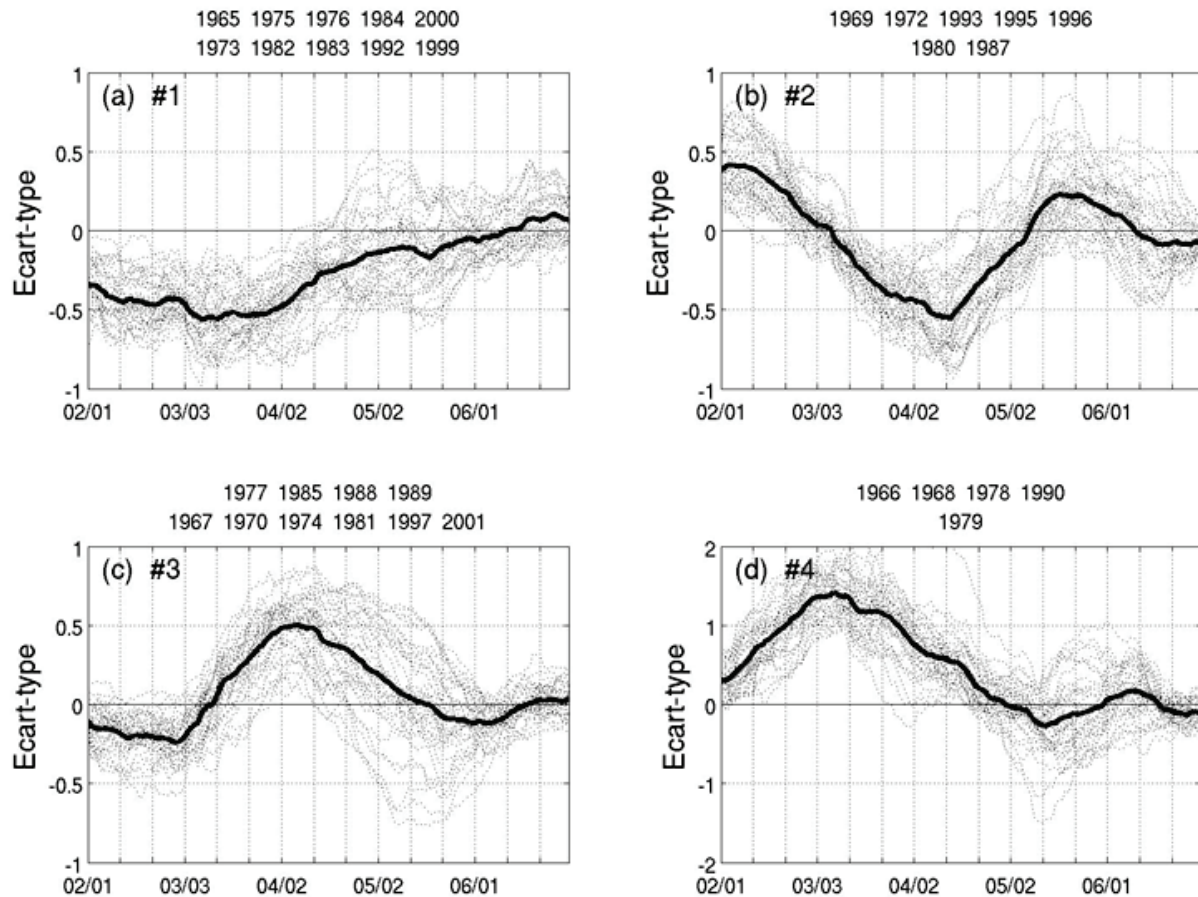 1965 1975 1976 1984 2000
1973 1982 1983 1992 1999
(a) #1
1
0.5
0
-0.5
-1
Ecart-type
02/01 03/03 04/02 05/02 06/01
1969 1972 1993 1995 1996
1980 1987
(b) #2
1
0.5
0
-0.5
-1
Ecart-type
02/01 03/03 04/02 05/02 06/01
1977 1985 1988 1989
1967 1970 1974 1981 1997 2001
(c) #3
1
0.5
0
-0.5
-1
Ecart-type
02/01 03/03 04/02 05/02 06/01
1966 1968 1978 1990
1979
(d) #4
2
1
0
-1
-2
Ecart-type
02/01 03/03 04/02 05/02 06/01